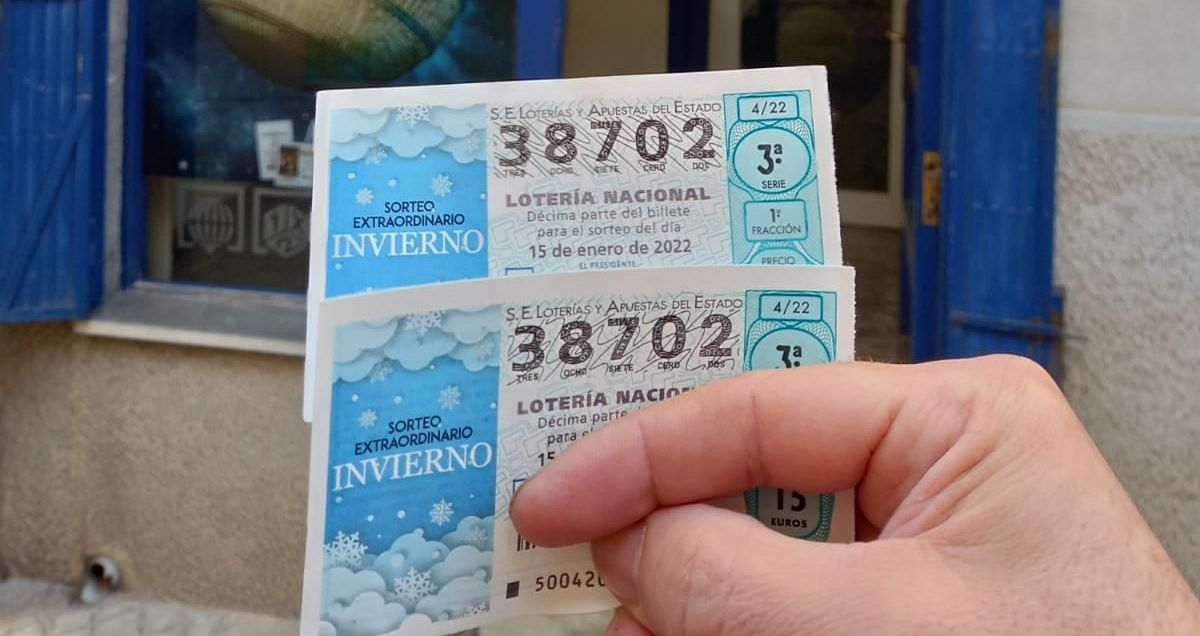 S.E. LOTERÍAS Y APUESTAS DEL ESTADO
38702
TRES OCHO SIETE CERO DOS
SORTEO
EXTRAORDINARIO
INVIERNO
LOTERÍA NACIONAL
Décima parte del billete
para el sorteo del día
15 de enero de 2022
EL PRESIDENTE
4/22
3ª
SERIE
1ª
FRACCIÓN
PRECIO
S.E. LOTERÍAS Y APUESTAS DEL ESTADO
38702
TRES OCHO SIETE CERO DOS
SORTEO
EXTRAORDINARIO
INVIERNO
LOTERÍA
Décima parte
para
15
4/22
3ª
15
EUROS